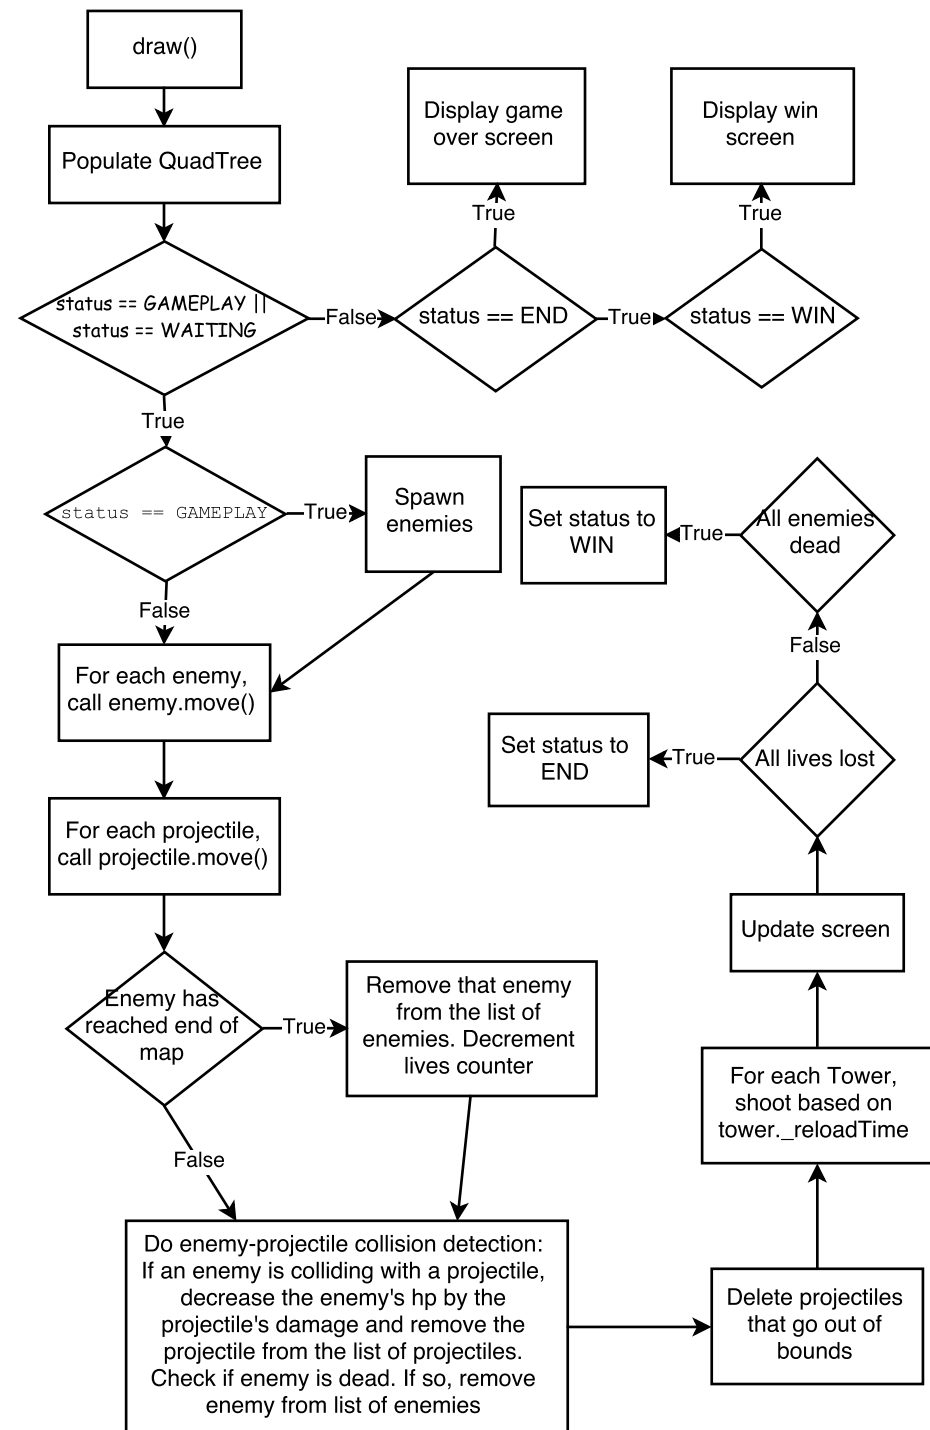 draw()
Populate QuadTree
Display game
over screen
Display win
screen
True
True
status == GAMEPLAY ||
status == WAITING
False
status == END
True
status == WIN
True
status == GAMEPLAY
True
Spawn
enemies
Set status to
WIN
True
All enemies
dead
False
False
For each enemy,
call enemy.move()
Set status to
END
True
All lives lost
For each projectile,
call projectile.move()
Update screen
Enemy has
reached end of
map
True
Remove that enemy
from the list of
enemies. Decrement
lives counter
For each Tower,
shoot based on
tower._reloadTime
False
Do enemy-projectile collision detection:
If an enemy is colliding with a projectile,
decrease the enemy's hp by the
projectile's damage and remove the
projectile from the list of projectiles.
Check if enemy is dead. If so, remove
enemy from list of enemies
Delete projectiles
that go out of
bounds